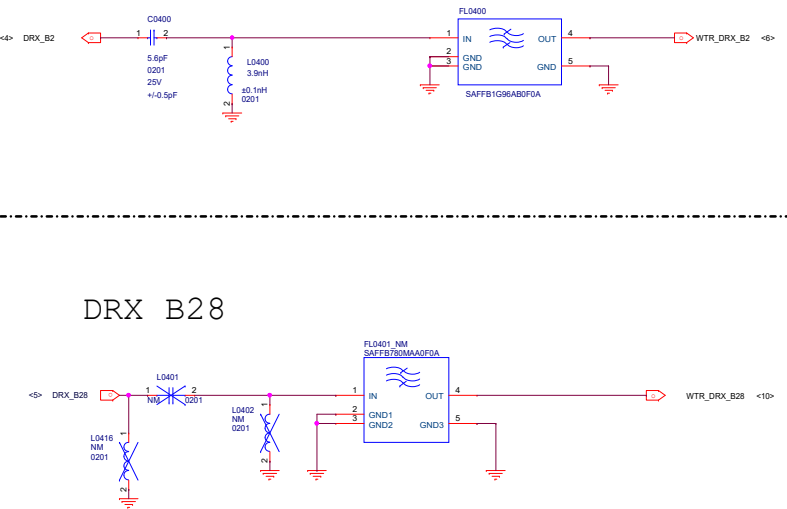 C0400
FL0400
<4> DRX_B2
1 2
1 IN OUT 4
WTR_DRX_B2 <6>
5.6pF
0201
25V
+/-0.5pF
1
L0400
3.9nH
±0.1nH
0201
2
2 GND
3 GND
GND 5
SAFFB1G96AB0F0A
DRX B28
FL0401_NM
SAFFB780MAA0F0A
L0401
<5> DRX_B28
1 2
NM 0201
1 IN OUT 4
WTR_DRX_B28 <10>
1
L0402
NM
0201
2
2 GND1
3 GND2
GND3 5
1
L0416
NM
0201
2